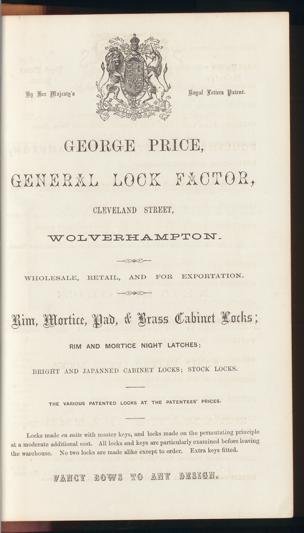 By Her Majesty's Royal Letters Patent.
GEORGE PRICE,
GENERAL LOCK FACTOR,
CLEVELAND STREET,
WOLVERHAMPTON.
WHOLESALE, RETAIL, AND FOR EXPORTATION.
Rim, Mortice, Pad, & Brass Cabinet Locks;
RIM AND MORTICE NIGHT LATCHES;
BRIGHT AND JAPANNED CABINET LOCKS; STOCK LOCKS.
THE VARIOUS PATENTED LOCKS AT THE PATENTEES' PRICES.
Locks made en suite with master keys, and locks made on the permutating principle
at a moderate additional cost. All locks and keys are particularly examined before leaving
the warehouse. No two locks are made alike except to order. Extra keys fitted.
FANCY BOWS TO ANY DESIGN.